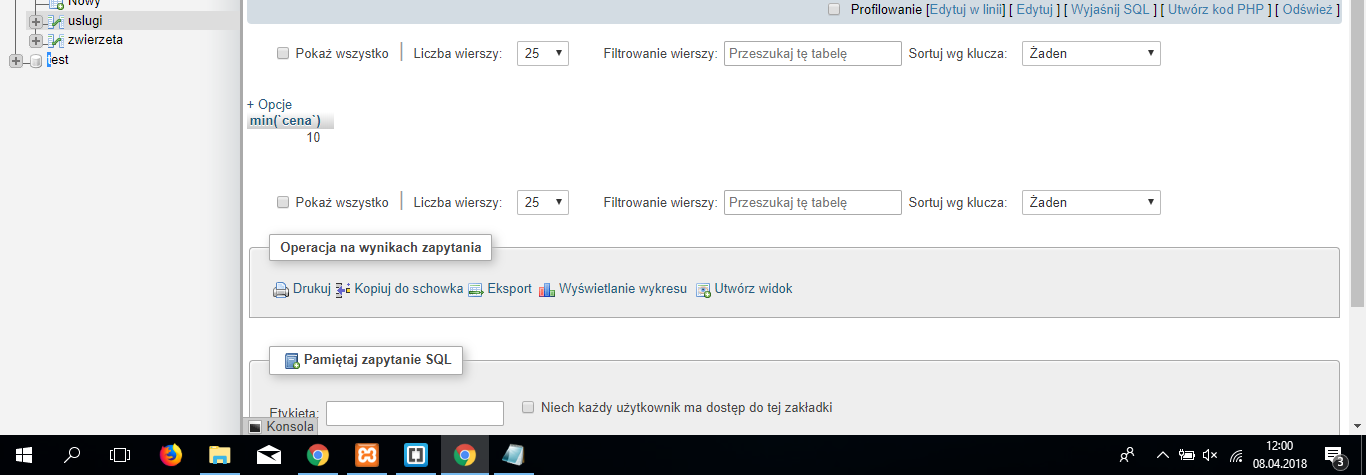 Nowy
uslugi
zwierzeta
test
Profilowanie [Edytuj w linii] [ Edytuj ] [ Wyjaśnij SQL ] [ Utwórz kod PHP ] [ Odśwież ]
Pokaż wszystko | Liczba wierszy: 25 Filtrowanie wierszy: Przeszukaj tę tabelę Sortuj wg klucza: Żaden
+ Opcje
min(`cena`)
10
Pokaż wszystko | Liczba wierszy: 25 Filtrowanie wierszy: Przeszukaj tę tabelę Sortuj wg klucza: Żaden
Operacja na wynikach zapytania
Drukuj Kopiuj do schowka Eksport Wyświetlanie wykresu Utwórz widok
Pamiętaj zapytanie SQL
Etykieta: Niech każdy użytkownik ma dostęp do tej zakładki
Konsola
12:00
08.04.2018
3